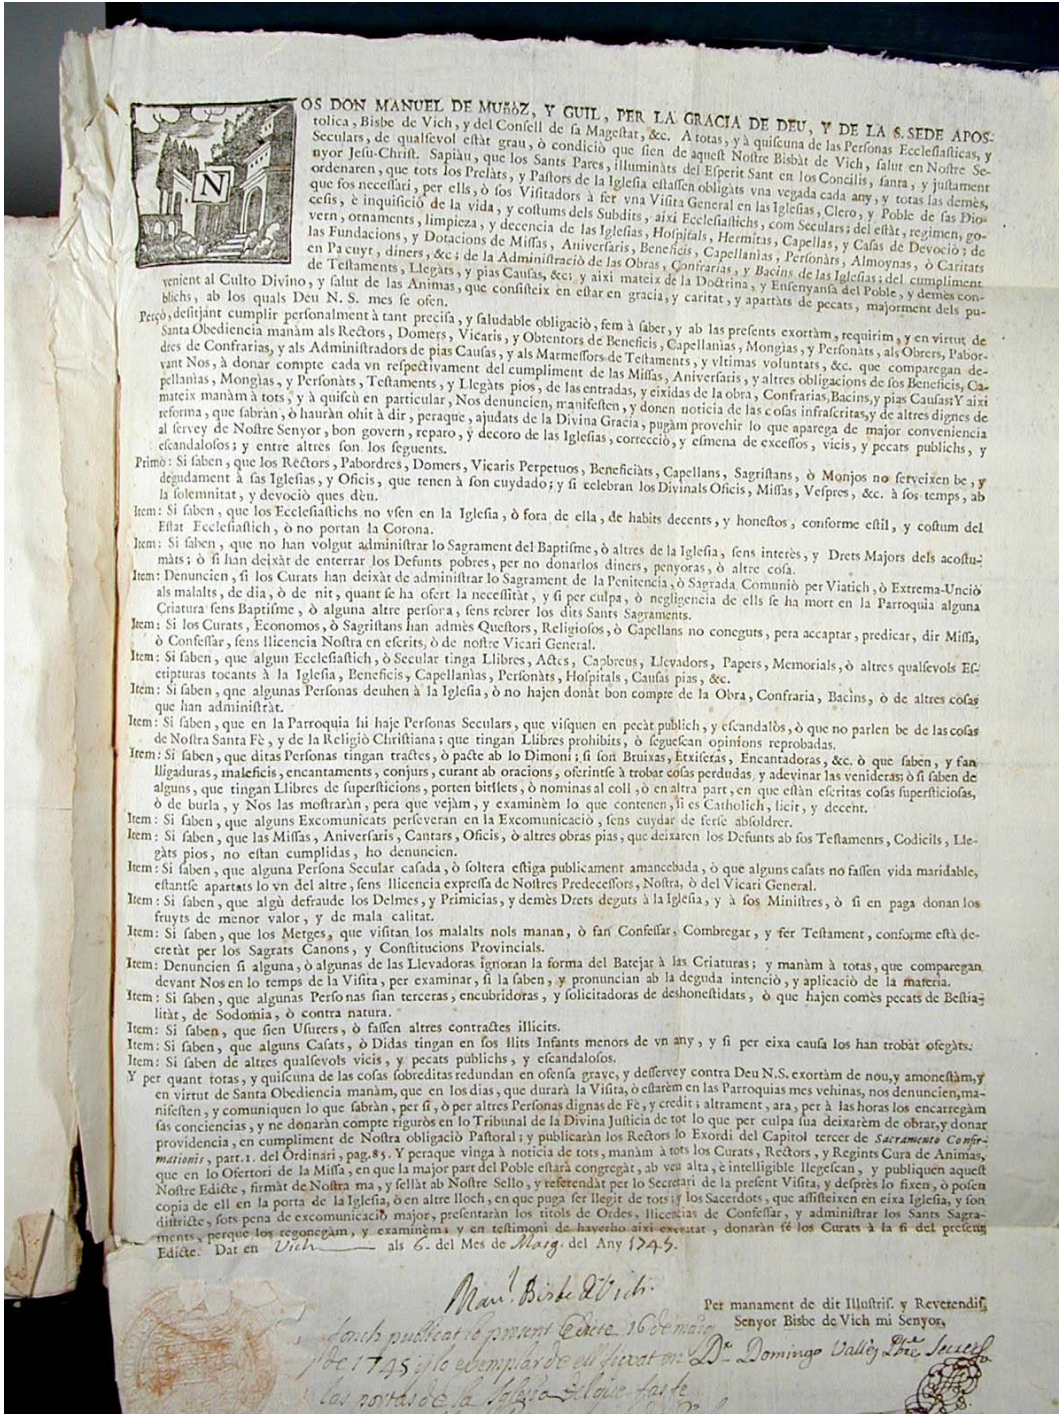 NOS DON MANUEL DE MUñòZ, Y GUIL, PER LA GRACIA DE DEU, Y DE LA S. SEDE APOS-
tolica, Bisbe de Vich, y del Consell de sa Magestat, &c. A totas, y à quiscuna de las Personas Ecclesiasticas, y
Seculars, de qualsevol estàt grau, ò condiciò que sien de aquest Nostre Bisbàt de Vich, salut en Nostre Se-
nyor Jesu-Christ. Sapiàu, que los Sants Pares, illuminàts del Esperit Sant en los Concilis, santa, y justament
ordenaren, que tots los Prelàts, y Pastors de la Iglesia estassen obligàts vna vegada cada any, y totas las demès,
que fos necessari, per ells, ò sos Visitadors à fer vna Visita General en las Iglesias, Clero, y Poble de sas Dio-
cesis, è inquisiciò de la vida, y costums dels Subdits, aixi Ecclesiastichs, com Seculars; del estàt, regimen, go-
vern, ornaments, limpieza, y decencia de las Iglesias, Hospitals, Hermitas, Capellas, y Casas de Devociò; de
las Fundacions, y Dotacions de Missas, Aniversaris, Beneficis, Capellanìas, Personàts, Almoynas, ò Caritats
en Pa cuyt, diners, &c; de la Administraciò de las Obras, Confrarias, y Bacins de las Iglesias; del cumpliment
de Testaments, Llegàts, y pias Causas, &c; y aixi mateix de la Doctrina, y Ensenyansa del Poble, y demès con-
venient al Culto Divino, y salut de las Animas, que consisteix en estar en gracia, y caritat, y apartàts de pecats, majorment dels pu-
blichs, ab los quals Deu N. S. mes se ofen.
Perçò, desitjànt cumplir personalment à tant precisa, y saludable obligaciò, fem à saber, y ab las presents exortàm, requirim, y en virtut de
Santa Obediencia manàm als Rectors, Domers, Vicaris, y Obtentors de Beneficis, Capellanìas, Mongìas, y Personàts, als Obrers, Pabor-
dres de Confrarias, y als Administradors de pias Causas, y als Marmessors de Testaments, y vltimas voluntats, &c. que comparegan de-
vant Nos, à donar compte cada vn respectivament del cumpliment de las Missas, Aniversaris, y altres obligacions de sos Beneficis, Ca-
pellanìas, Mongìas, y Personàts, Testaments, y Llegàts pios, de las entradas, y eixidas de la obra, Confrarias, Bacins, y pias Causas: Y aixi
mateix manàm à tots, y à quiscù en particular, Nos denuncien, manifesten, y donen noticia de las cosas infrascritas, y de altres dignes de
reforma, que sabràn, ò hauràn ohit à dir, peraque, ajudats de la Divina Gracia, pugàm provehir lo que aparega de major conveniencia
al servey de Nostre Senyor, bon govern, reparo, y decoro de las Iglesias, correcciò, y esmena de excessos, vicis, y pecats publichs, y
escandalosos; y entre altres son los seguents.
Primò: Si saben, que los Rectors, Pabordres, Domers, Vicaris Perpetuos, Beneficiàts, Capellans, Sagristans, ò Monjos no serveixen be, y
degudament à sas Iglesias, y Oficis, que tenen à son cuydado; y si celebran los Divinals Oficis, Missas, Vespres, &c. à sos temps, ab
la solemnitat, y devociò ques dèu.
Item: Si saben, que los Ecclesiastichs no vsen en la Iglesia, ò fora de ella, de habits decents, y honestos, conforme estil, y costum del
Estat Ecclesiastich, ò no portan la Corona.
Item: Si saben, que no han volgut administrar lo Sagrament del Baptisme, ò altres de la Iglesia, sens interès, y Drets Majors dels acostu-
màts; ò si han deixàt de enterrar los Defunts pobres, per no donarlos diners, penyoras, ò altre cosa.
Item: Denuncien, si los Curats han deixàt de administrar lo Sagrament de la Penitencia, ò Sagrada Comuniò per Viatich, ò Extrema-Unciò
als malalts, de dia, ò de nit, quant se ha ofert la necessitàt, y si per culpa, ò negligencia de ells se ha mort en la Parroquia alguna
Criatura sens Baptisme, ò alguna altre persora, sens rebrer los dits Sants Sagraments.
Item: Si los Curats, Economos, ò Sagristans han admès Questors, Religiosos, ò Capellans no coneguts, pera acceptar, predicar, dir Missa,
ò Confessar, sens llicencia Nostra en escrits, ò de nostre Vicari General.
Item: Si saben, que algun Ecclesiastich, ò Secular tinga Llibres, Actes, Capbreus, Llevadors, Papers, Memorials, ò altres qualsevols Es-
cripturas tocants à la Iglesia, Beneficis, Capellanìas, Personàts, Hospitals, Causas pias, &c.
Item: Si saben, qne algunas Personas deuhen à la Iglesia, ò no hajen donàt bon compte de la Obra, Confraria, Bacins, ò de altres cosas
que han administràt.
Item: Si saben, que en la Parroquia hi haje Personas Seculars, que visquen en pecàt publich, y escandalòs, ò que no parlen be de las cosas
de Nostra Santa Fè, y de la Religiò Christiana; que tingan Llibres prohibits, ò seguescan opinions reprobadas.
Item: Si saben, que ditas Personas tingan tractes, ò pacte ab lo Dimoni; si son Bruixas, Etxiseras, Encantadoras, &c. ò que saben, y fan
lligaduras, maleficis, encantaments, conjurs, curant ab oracions, oferintse à trobar cosas perdudas, y adevinar las venideras; ò si saben de
alguns, que tingan Llibres de supersticions, porten bitllets, ò nominas al coll, ò en altra part, en que estàn escritas cosas supersticiosas,
ò de burla, y Nos las mostraràn, pera que vejàm, y examinèm lo que contenen, si es Catholich, licit, y decent.
Item: Si saben, que alguns Excomunicats perseveran en la Excomunicaciò, sens cuydar de ferse absoldrer.
Item: Si saben, que las Missas, Aniversaris, Cantars, Oficis, ò altres obras pias, que deixaren los Defunts ab sos Testaments, Codicils, Lle-
gàts pios, no estan cumplidas, ho denuncien.
Item: Si saben, que alguna Persona Secular casada, ò soltera estiga publicament amancebada, ò que alguns casats no fassen vida maridable,
estantse apartats lo vn del altre, sens llicencia expressa de Nostres Predecessors, Nostra, ò del Vicari General.
Item: Si saben, que algù defraude los Delmes, y Primicias, y demès Drets deguts à la Iglesia, y à sos Ministres, ò si en paga donan los
fruyts de menor valor, y de mala calitat.
Item: Si saben, que los Metges, que visitan los malalts nols manan, ò fan Confessar, Combregar, y fer Testament, conforme està de-
cretàt per los Sagrats Canons, y Constitucions Provincials.
Item: Denuncien si alguna, ò algunas de las Llevadoras ignoran la forma del Batejar à las Criaturas; y manàm à totas, que comparegan
devant Nos en lo temps de la Visita, per examinar, si la saben, y pronuncian ab la deguda intenciò, y aplicaciò de la materia.
Item: Si saben, que algunas Personas sian terceras, encubridoras, y solicitadoras de deshonestidats, ò que hajen comès pecats de Bestia-
litàt, de Sodomia, ò contra natura.
Item: Si saben, que sien Usurers, ò fassen altres contractes illicits.
Item: Si saben, que alguns Casats, ò Didas tingan en sos llits Infants menors de vn any, y si per eixa causa los han trobàt ofegàts.
Item: Si saben de altres qualsevols vicis, y pecats publichs, y escandalosos.
Y per quant totas, y quiscuna de las cosas sobreditas redundan en ofensa grave, y desservey contra Deu N.S. exortàm de nou, y amonestàm, y
en virtut de Santa Obediencia manàm, que en los dias, que durarà la Visita, ò estarèm en las Parroquias mes vehinas, nos denuncien, ma-
nifesten, y comuniquen lo que sabràn, per sì, ò per altres Personas dignas de Fè, y credit; altrament, ara, per à las horas los encarregàm
sas conciencias, y ne donaràn compte riguròs en lo Tribunal de la Divina Justicia de tot lo que per culpa sua deixarèm de obrar, y donar
providencia, en cumpliment de Nostra obligaciò Pastoral; y publicaràn los Rectors lo Exordi del Capitol tercer de Sacramento Confir-
mationis, part. 1. del Ordinari, pag. 85. Y peraque vinga à noticia de tots, manàm à tots los Curats, Rectors, y Regints Cura de Animas,
que en lo Ofertori de la Missa, en que la major part del Poble estarà congregàt, ab veu alta, è intelligible llegescan, y publiquen aquest
Nostre Edicte, firmàt de Nostra ma, y sellàt ab Nostre Sello, y referendàt per lo Secretari de la present Visita, y desprès lo fixen, ò posen
copia de ell en la porta de la Iglesia, ò en altre lloch, en que puga ser llegit de tots; y los Sacerdots, que assisteixen en eixa Iglesia, y son
districte, sots pena de excomunicaciò major, presentaràn los titols de Ordes, llicencias de Confessar, y administrar los Sants Sagra-
ments, perque los regonegàm, y examinèm; y en testimoni de haverho aixi executat, donaràn fè los Curats à la fi del present
Edicte. Dat en Vich als 6. del Mes de Maig. del Any 1745.
Man.l Bisbe de Vich.
Per manament de dit Illustris. y Reverendis.
Senyor Bisbe de Vich mi Senyor.
Dr. Domingo Vallès Pbre Secret
fonch publicat lo present Edicte 16 de maig
de 1745 y lo exemplar de ell fixat en
las portas de la Iglesia